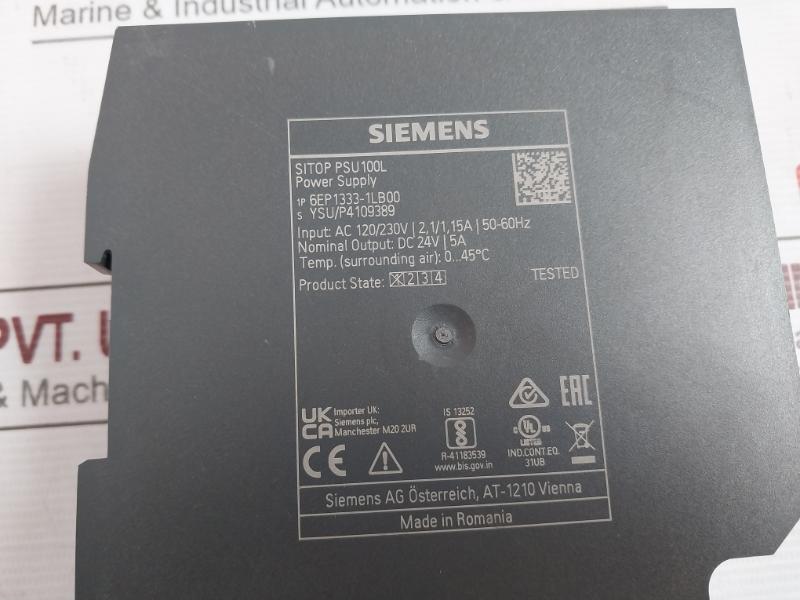 Marine & Industrial Automation
SIEMENS
SITOP PSU100L
Power Supply
1P 6EP1333-1LB00
S YSU/P4109389
Input: AC 120/230V | 2,1/1,15A | 50-60Hz
Nominal Output: DC 24V | 5A
Temp. (surrounding air): 0...45°C
Product State: X 2 3 4
TESTED
PVT.
& Mach
UK
CA
Importer UK:
Siemens plc,
Manchester M20 2UR
IS 13252
R-41183539
www.bis.gov.in
C UL US
LISTED
IND.CONT.EQ.
31UB
EAC
CE
Siemens AG Österreich, AT-1210 Vienna
Made in Romania